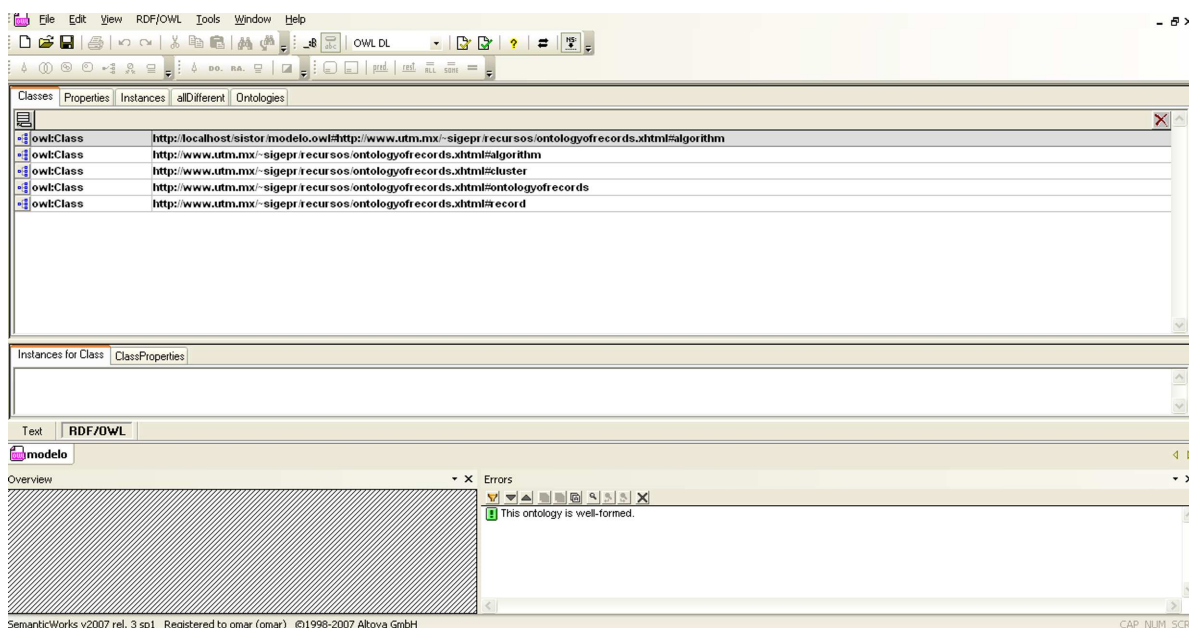 File Edit View RDF/OWL Tools Window Help
OWL DL
Classes Properties Instances allDifferent Ontologies
owl:Class http://localhost/sistor/modelo.owl#http://www.utm.mx/~sigepr/recursos/ontologyofrecords.xhtml#algorithm
owl:Class http://www.utm.mx/~sigepr/recursos/ontologyofrecords.xhtml#algorithm
owl:Class http://www.utm.mx/~sigepr/recursos/ontologyofrecords.xhtml#cluster
owl:Class http://www.utm.mx/~sigepr/recursos/ontologyofrecords.xhtml#ontologyofrecords
owl:Class http://www.utm.mx/~sigepr/recursos/ontologyofrecords.xhtml#record
Instances for Class ClassProperties
Text RDF/OWL
modelo
Overview
Errors
This ontology is well-formed.
SemanticWorks v2007 rel. 3 sp1 Registered to omar (omar) ©1998-2007 Altova GmbH
CAP NUM SCR